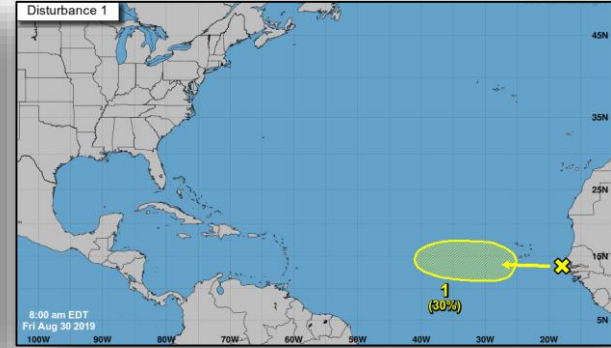 Disturbance 1
45N
35N
25N
15N
5N
1
(30%)
8:00 am EDT
Fri Aug 30 2019
100W
90W
80W
70W
60W
50W
40W
30W
20W